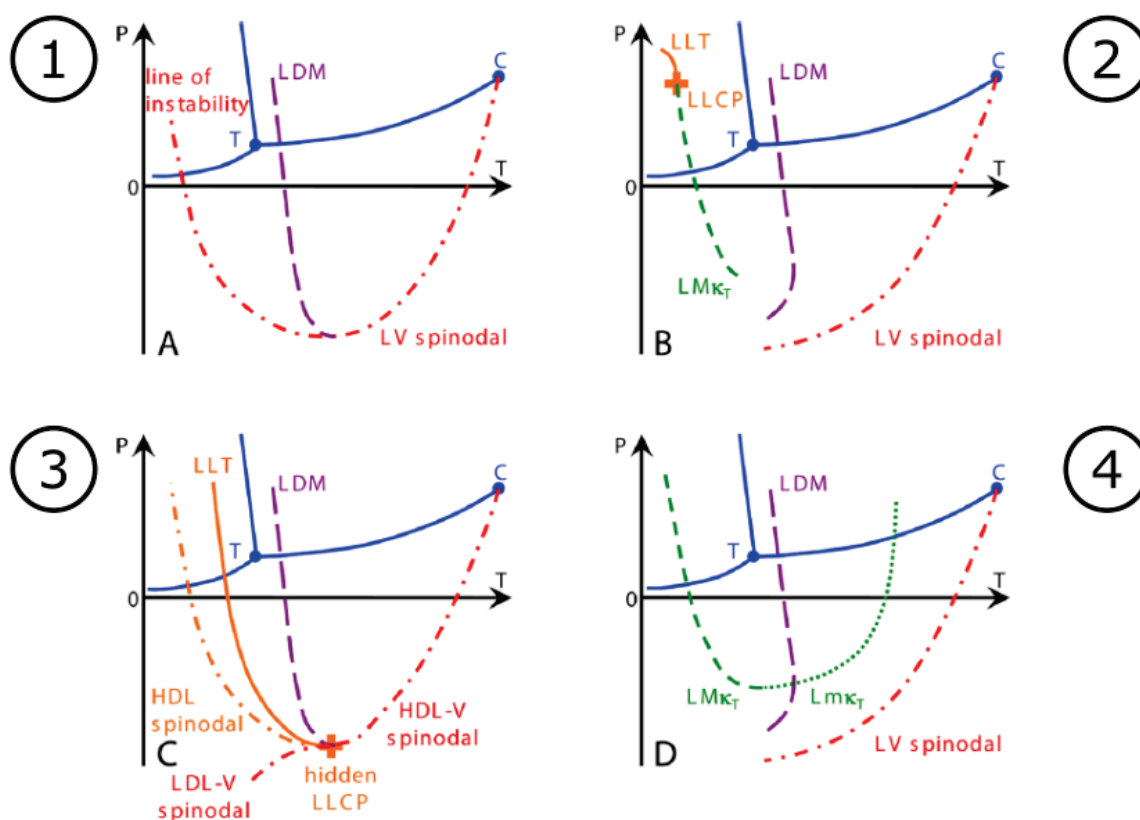 1
P
line of
instability
LDM
C
T
T
0
LV spinodal
A
2
P
LLT
LLCP
LDM
C
T
T
0
LMκT
LV spinodal
B
3
P
LLT
LDM
C
T
T
0
HDL
spinodal
HDL-V
spinodal
C
LDL-V
spinodal
hidden
LLCP
4
P
LDM
C
T
T
0
LMκT
LmκT
LV spinodal
D